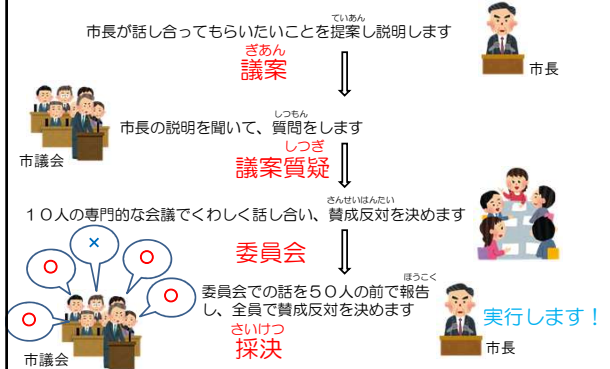 市長が話し合ってもらいたいことを提案し説明します
ていあん
ぎあん
議案
市長
市長の説明を聞いて、質問をします
しつもん
市議会
しつぎ
議案質疑
１０人の専門的な会議でくわしく話し合い、賛成反対を決めます
さんせいはんたい
委員会
○
×
○
○
○
委員会での話を５０人の前で報告
ほうこく
し、全員で賛成反対を決めます
さいけつ
採決
実行します！
市長
市議会